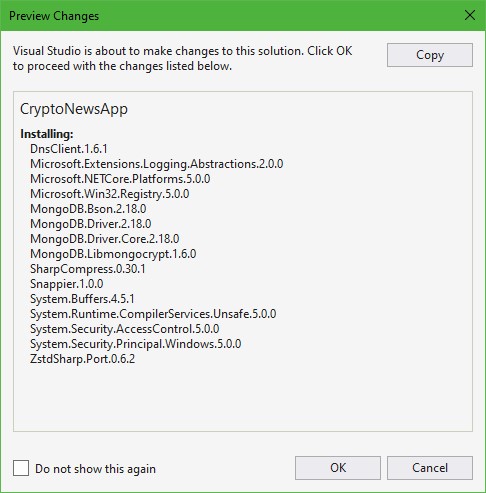 Preview Changes
Visual Studio is about to make changes to this solution. Click OK
to proceed with the changes listed below.
Copy
CryptoNewsApp
Installing:
DnsClient.1.6.1
Microsoft.Extensions.Logging.Abstractions.2.0.0
Microsoft.NETCore.Platforms.5.0.0
Microsoft.Win32.Registry.5.0.0
MongoDB.Bson.2.18.0
MongoDB.Driver.2.18.0
MongoDB.Driver.Core.2.18.0
MongoDB.Libmongocrypt.1.6.0
SharpCompress.0.30.1
Snappier.1.0.0
System.Buffers.4.5.1
System.Runtime.CompilerServices.Unsafe.5.0.0
System.Security.AccessControl.5.0.0
System.Security.Principal.Windows.5.0.0
ZstdSharp.Port.0.6.2
Do not show this again
OK
Cancel